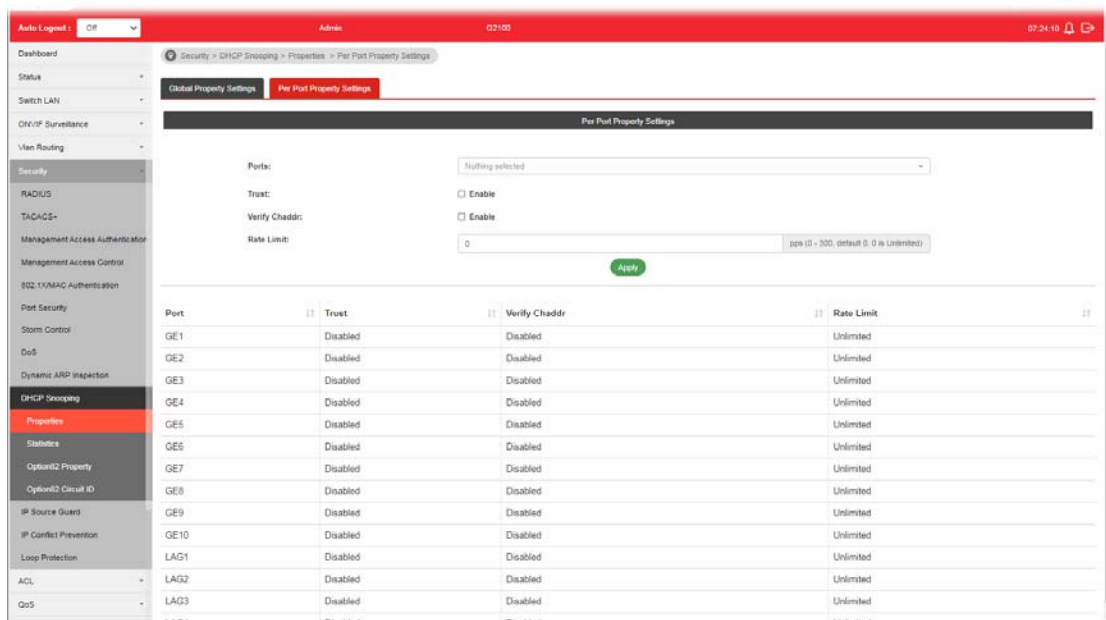 Auto Logout : Off Admin G2100 07:24:10
Dashboard
Status
Switch LAN
ONVIF Surveillance
Vlan Routing
Security
RADIUS
TACACS+
Management Access Authentication
Management Access Control
802.1X/MAC Authentication
Port Security
Storm Control
DoS
Dynamic ARP Inspection
DHCP Snooping
Properties
Statistics
Option82 Property
Option82 Circuit ID
IP Source Guard
IP Conflict Prevention
Loop Protection
ACL
QoS
Security > DHCP Snooping > Properties > Per Port Property Settings
Global Property Settings Per Port Property Settings
Per Port Property Settings
Ports: Nothing selected
Trust: Enable
Verify Chaddr: Enable
Rate Limit: 0 pps (0 - 300, default 0: 0 is Unlimited)
Apply
Port Trust Verify Chaddr Rate Limit
GE1 Disabled Disabled Unlimited
GE2 Disabled Disabled Unlimited
GE3 Disabled Disabled Unlimited
GE4 Disabled Disabled Unlimited
GE5 Disabled Disabled Unlimited
GE6 Disabled Disabled Unlimited
GE7 Disabled Disabled Unlimited
GE8 Disabled Disabled Unlimited
GE9 Disabled Disabled Unlimited
GE10 Disabled Disabled Unlimited
LAG1 Disabled Disabled Unlimited
LAG2 Disabled Disabled Unlimited
LAG3 Disabled Disabled Unlimited